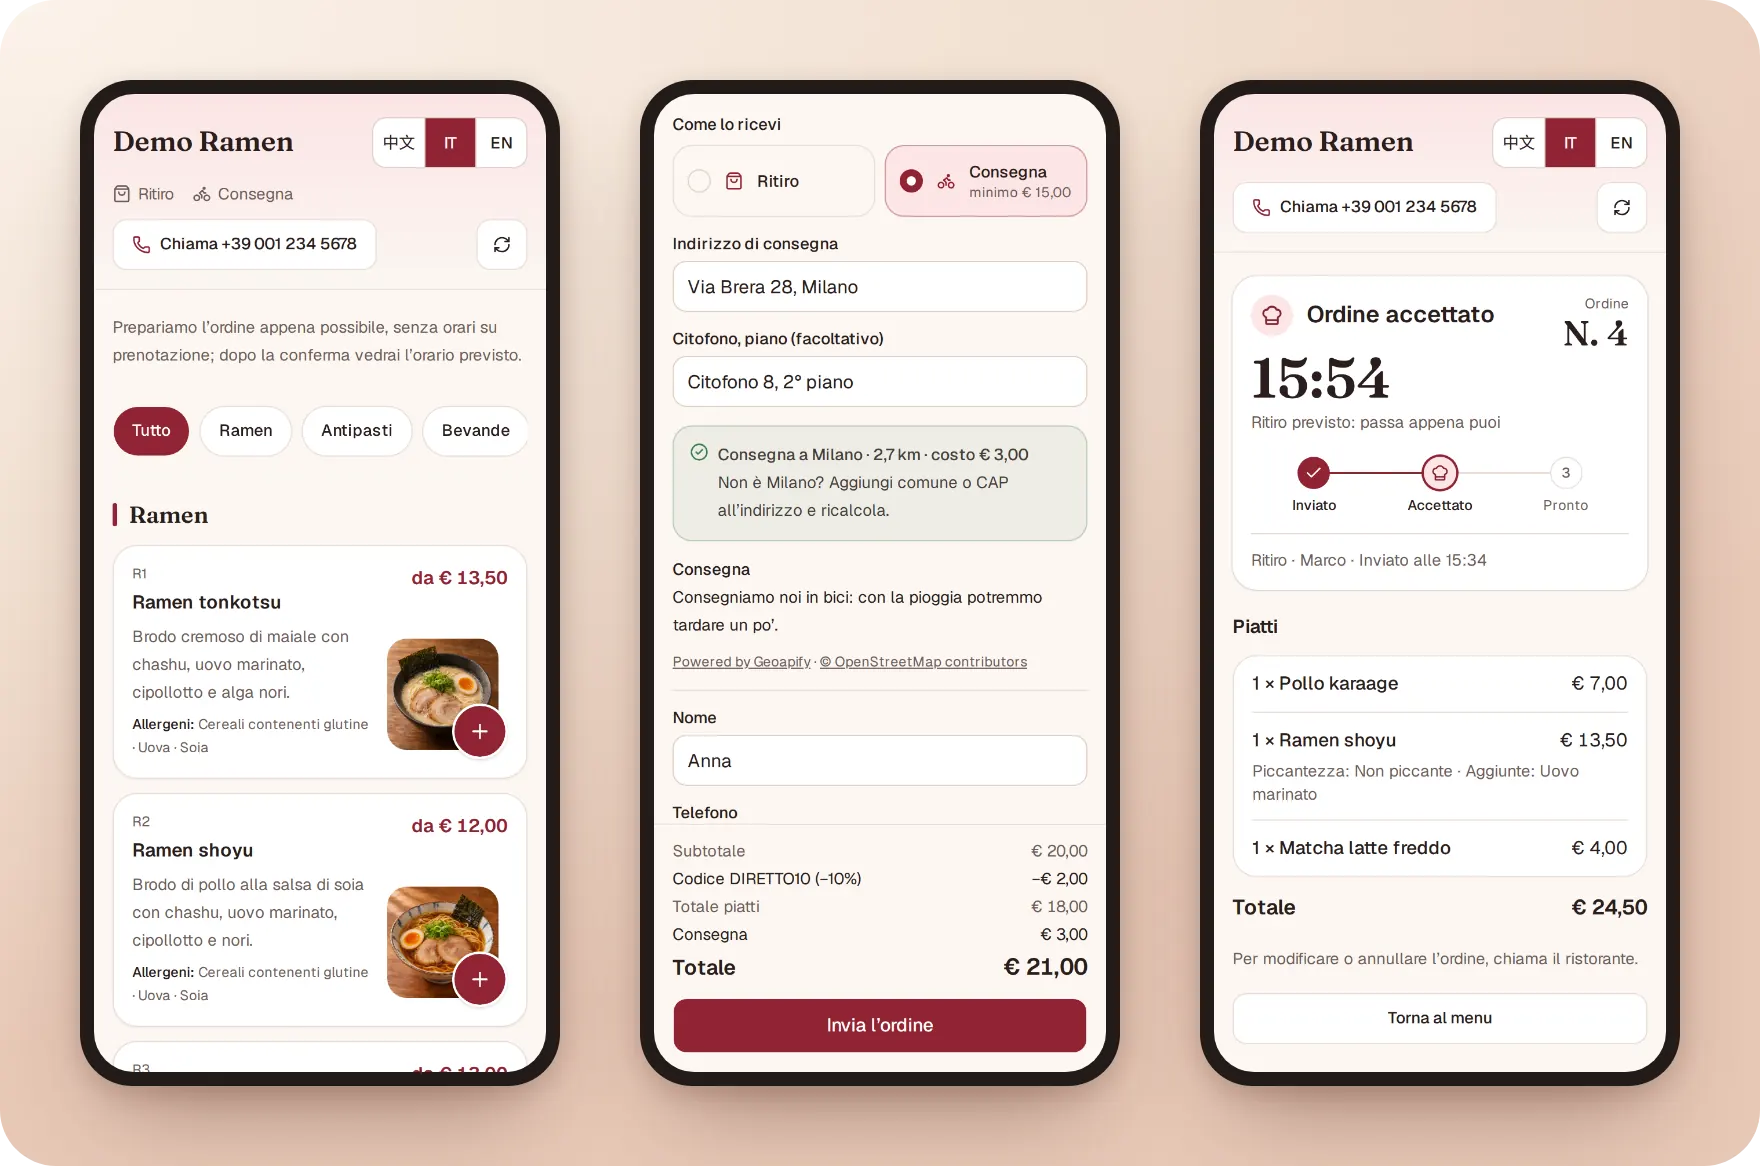 Demo Ramen
中文 IT EN
Ritiro Consegna
Chiama +39 001 234 5678
Prepariamo l’ordine appena possibile, senza orari su
prenotazione; dopo la conferma vedrai l’orario previsto.
Tutto Ramen Antipasti Bevande
Ramen
R1
da € 13,50
Ramen tonkotsu
Brodo cremoso di maiale con
chashu, uovo marinato,
cipollotto e alga nori.
Allergeni: Cereali contenenti glutine
· Uova · Soia
R2
da € 12,00
Ramen shoyu
Brodo di pollo alla salsa di soia
con chashu, uovo marinato,
cipollotto e nori.
Allergeni: Cereali contenenti glutine
· Uova · Soia
R3
da € 13,00
Come lo ricevi
Ritiro
Consegna
minimo € 15,00
Indirizzo di consegna
Via Brera 28, Milano
Citofono, piano (facoltativo)
Citofono 8, 2° piano
Consegna a Milano · 2,7 km · costo € 3,00
Non è Milano? Aggiungi comune o CAP
all’indirizzo e ricalcola.
Consegna
Consegniamo noi in bici: con la pioggia potremmo
tardare un po’.
Powered by Geoapify · © OpenStreetMap contributors
Nome
Anna
Telefono
Subtotale € 20,00
Codice DIRETTO10 (−10%) −€ 2,00
Totale piatti € 18,00
Consegna € 3,00
Totale € 21,00
Invia l’ordine
Demo Ramen
中文 IT EN
Chiama +39 001 234 5678
Ordine accettato
Ordine
N. 4
15:54
Ritiro previsto: passa appena puoi
3
Inviato Accettato Pronto
Ritiro · Marco · Inviato alle 15:34
Piatti
1 × Pollo karaage € 7,00
1 × Ramen shoyu € 13,50
Piccantezza: Non piccante · Aggiunte: Uovo
marinato
1 × Matcha latte freddo € 4,00
Totale € 24,50
Per modificare o annullare l’ordine, chiama il ristorante.
Torna al menu